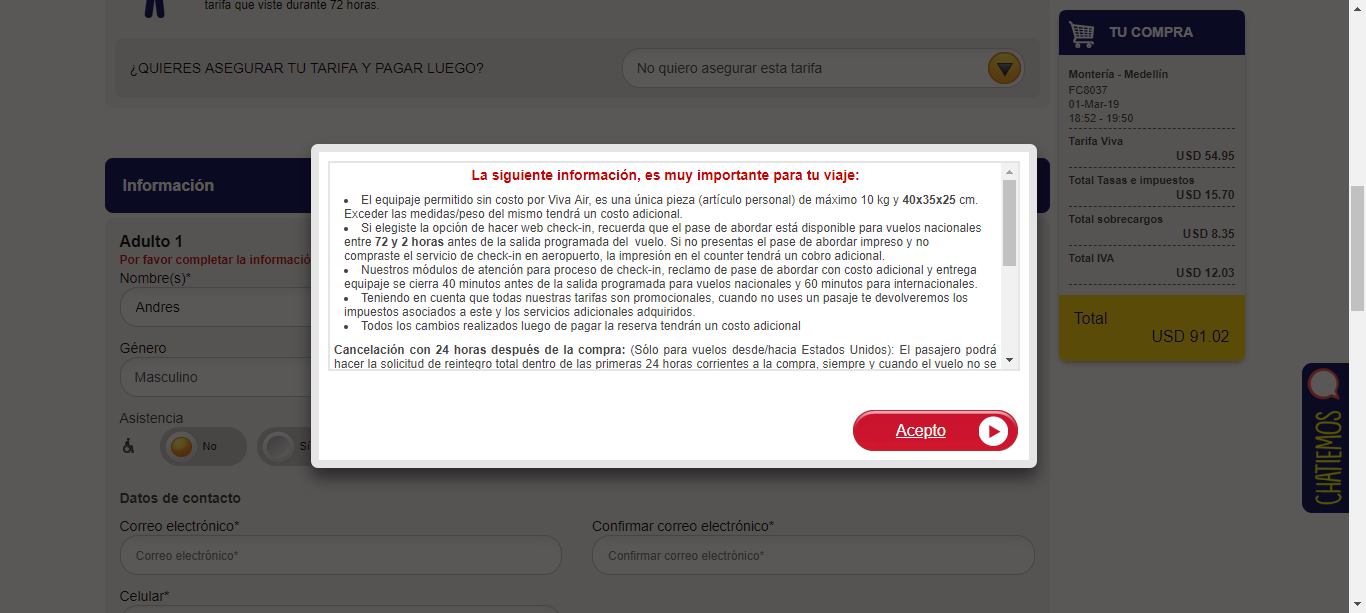 tarifa que viste durante 72 horas.
¿QUIERES ASEGURAR TU TARIFA Y PAGAR LUEGO?
No quiero asegurar esta tarifa
TU COMPRA
Montería - Medellín
FC8037
01-Mar-19
18:52 - 19:50
Tarifa Viva
USD 54.95
Total Tasas e impuestos
USD 15.70
Total sobrecargos
USD 8.35
Total IVA
USD 12.03
Total
USD 91.02
Información
Adulto 1
Por favor completar la informació
Nombre(s)*
Andres
Género
Masculino
Asistencia
No
Sí
La siguiente información, es muy importante para tu viaje:
• El equipaje permitido sin costo por Viva Air, es una única pieza (artículo personal) de máximo 10 kg y 40x35x25 cm.
Exceder las medidas/peso del mismo tendrá un costo adicional.
• Si elegiste la opción de hacer web check-in, recuerda que el pase de abordar está disponible para vuelos nacionales
entre 72 y 2 horas antes de la salida programada del vuelo. Si no presentas el pase de abordar impreso y no
compraste el servicio de check-in en aeropuerto, la impresión en el counter tendrá un cobro adicional.
• Nuestros módulos de atención para proceso de check-in, reclamo de pase de abordar con costo adicional y entrega
equipaje se cierra 40 minutos antes de la salida programada para vuelos nacionales y 60 minutos para internacionales.
• Teniendo en cuenta que todas nuestras tarifas son promocionales, cuando no uses un pasaje te devolveremos los
impuestos asociados a este y los servicios adicionales adquiridos.
• Todos los cambios realizados luego de pagar la reserva tendrán un costo adicional
Cancelación con 24 horas después de la compra: (Sólo para vuelos desde/hacia Estados Unidos): El pasajero podrá
hacer la solicitud de reintegro total dentro de las primeras 24 horas corrientes a la compra, siempre y cuando el vuelo no se
Acepto
CHATIEMOS
Datos de contacto
Correo electrónico*
Correo electrónico*
Confirmar correo electrónico*
Confirmar correo electrónico*
Celular*